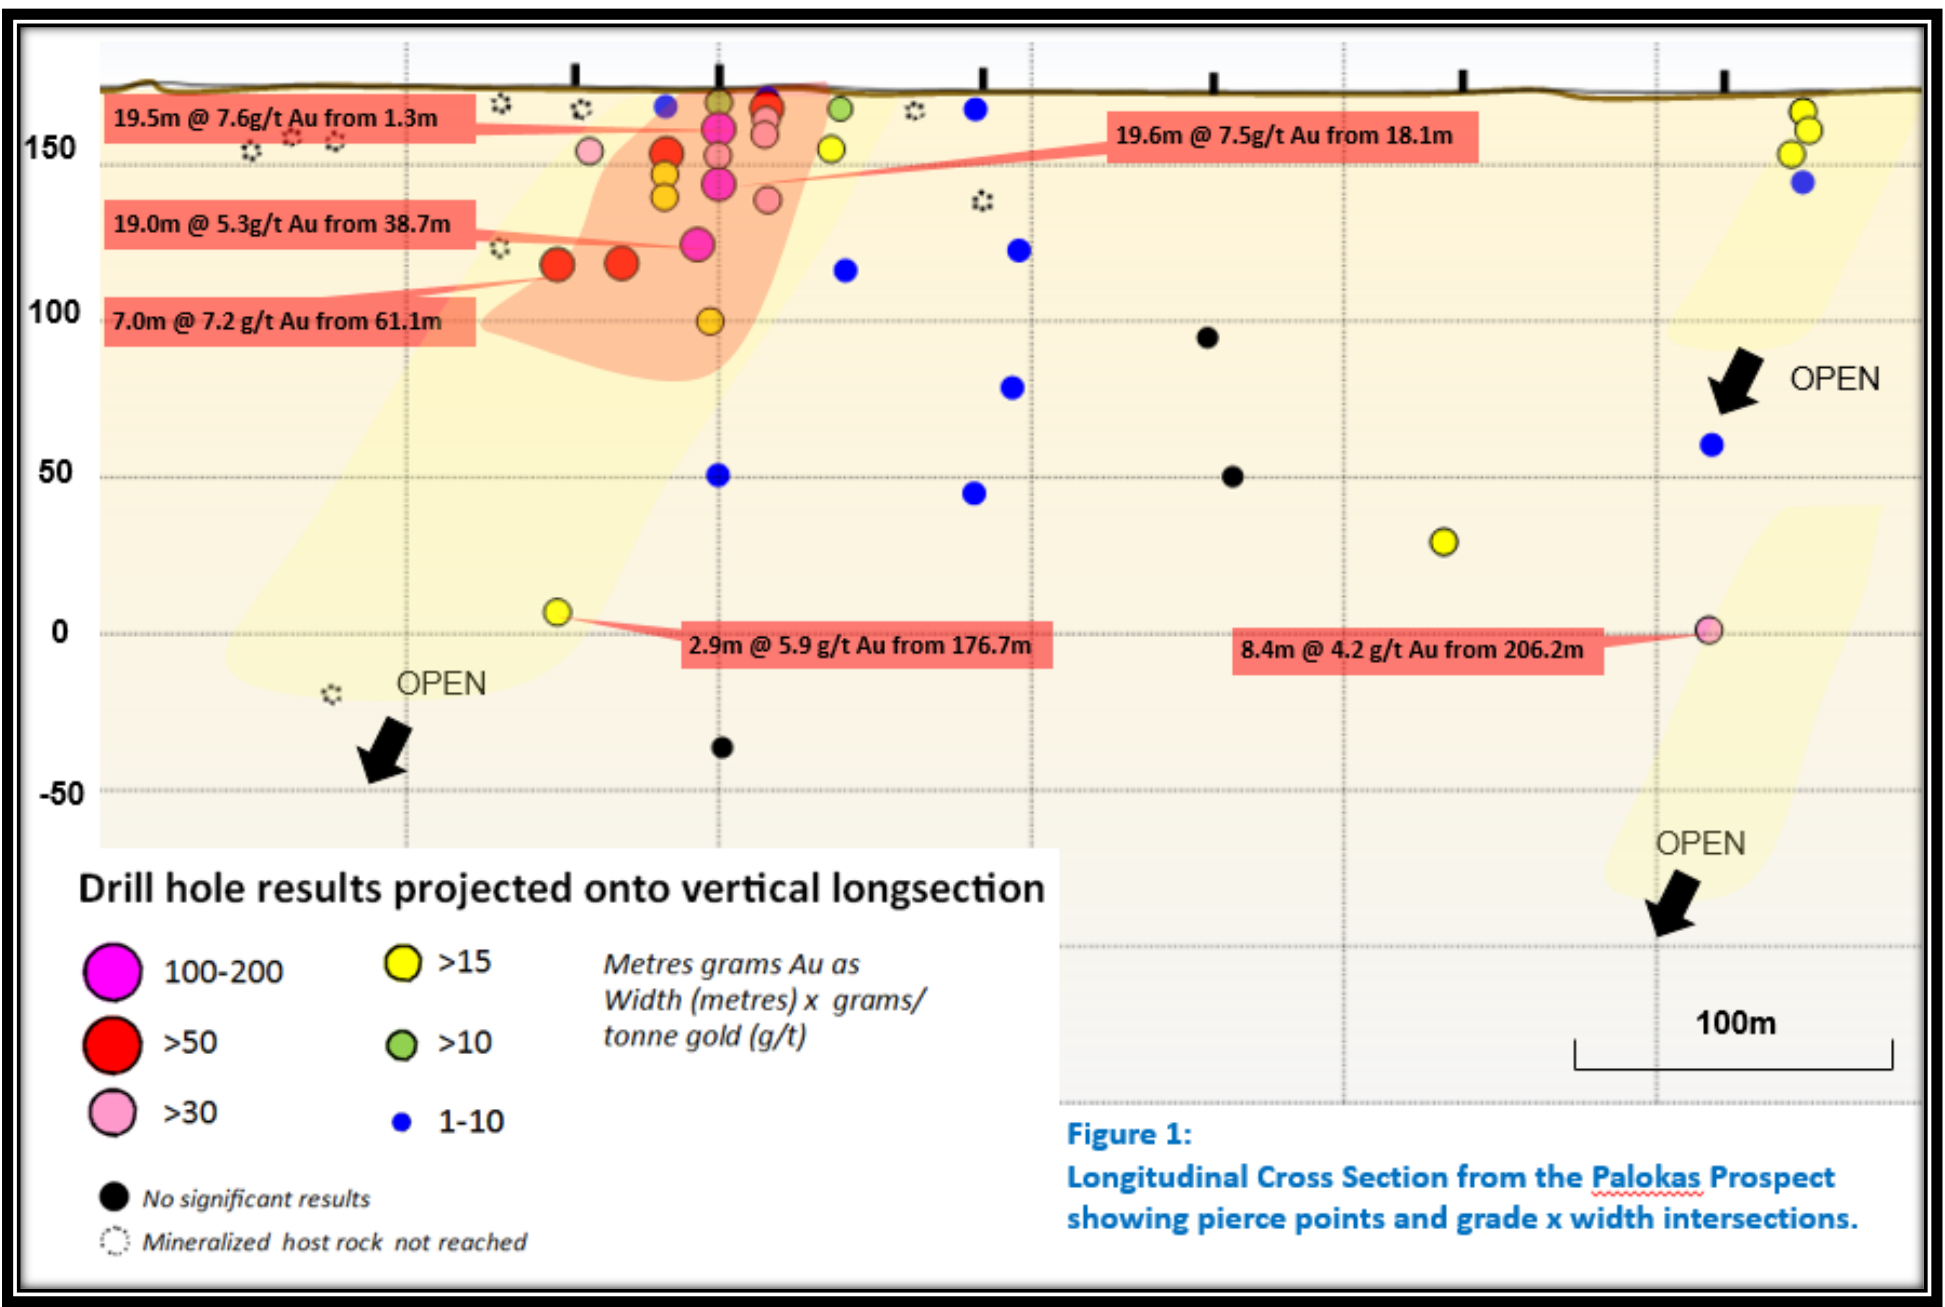 19.5m @ 7.6g/t Au from 1.3m
19.6m @ 7.5g/t Au from 18.1m
150
19.0m @ 5.3g/t Au from 38.7m
100
7.0m @ 7.2 g/t Au from 61.1m
OPEN
50
0
2.9m @ 5.9 g/t Au from 176.7m
8.4m @ 4.2 g/t Au from 206.2m
OPEN
-50
OPEN
Drill hole results projected onto vertical longsection
100-200
>50
>30
>15
>10
1-10
Metres grams Au as
Width (metres) x grams/
tonne gold (g/t)
No significant results
Mineralized host rock not reached
100m
Figure 1:
Longitudinal Cross Section from the Palokas Prospect
showing pierce points and grade x width intersections.